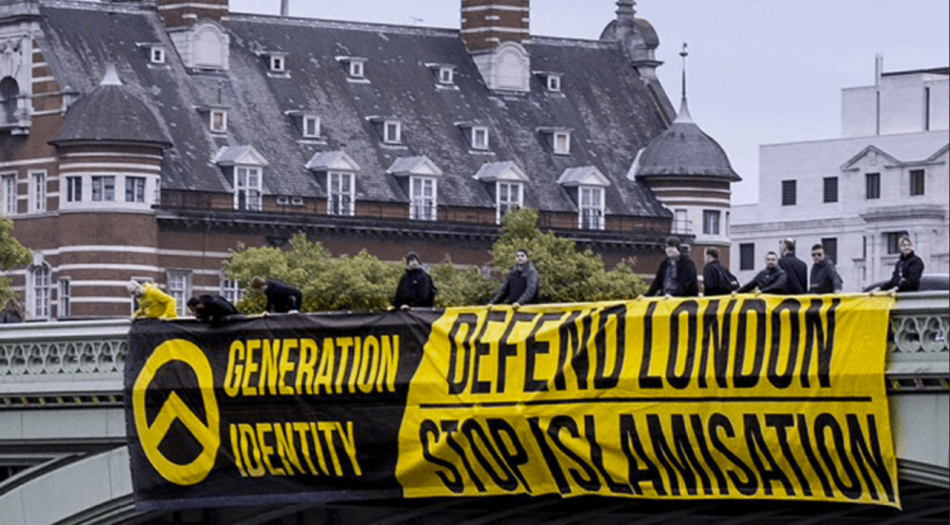 GENERATION
IDENTITY
DEFEND LONDON
STOP ISLAMISATION